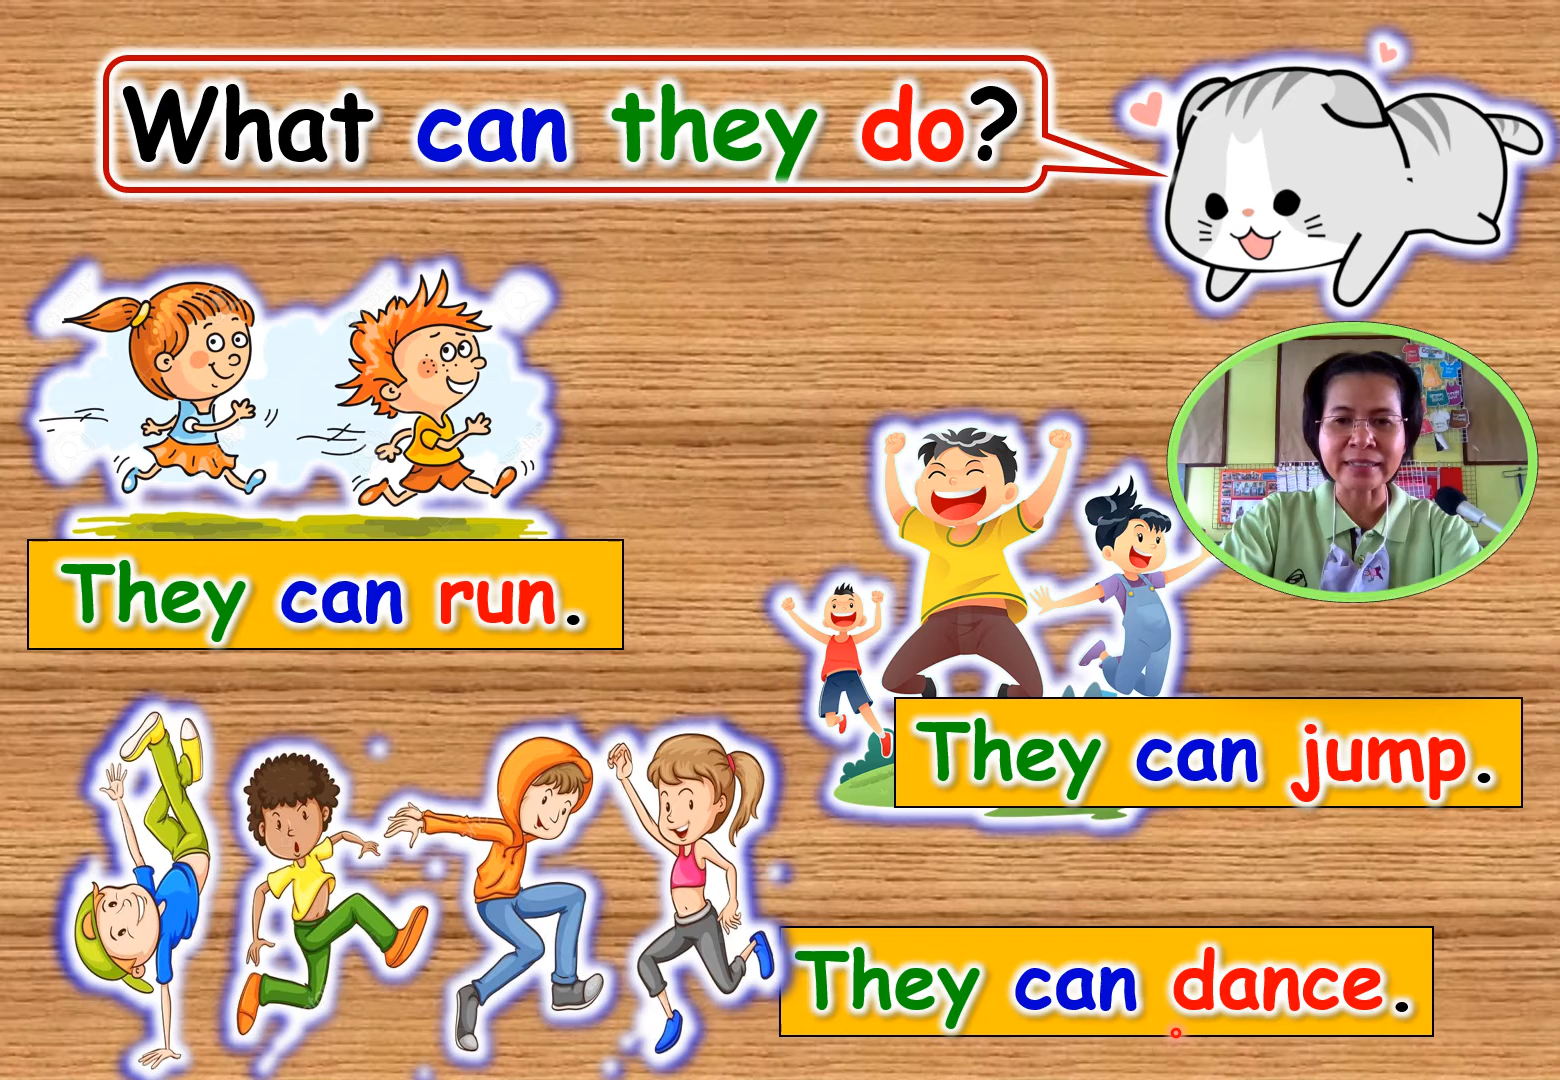 What can they do?
They can run.
They can jump.
They can dance.